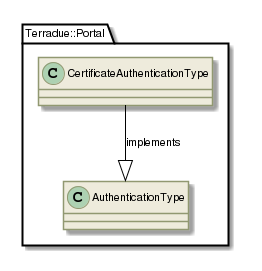 Terradue::Portal
C CertificateAuthenticationType
implements
C AuthenticationType